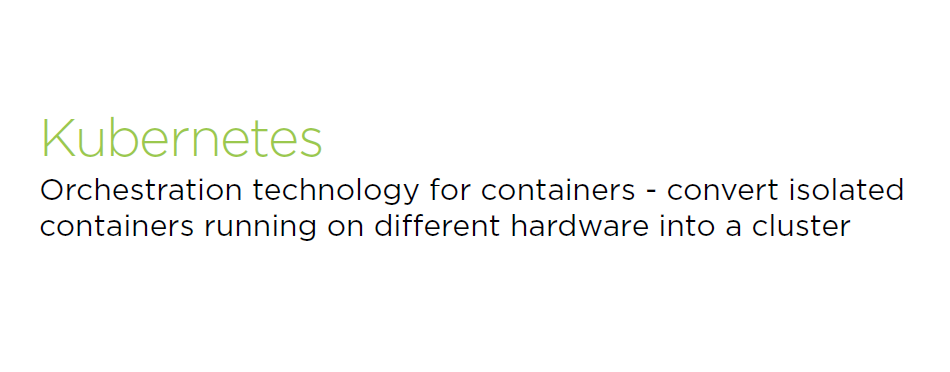 Kubernetes
Orchestration technology for containers - convert isolated
containers running on different hardware into a cluster